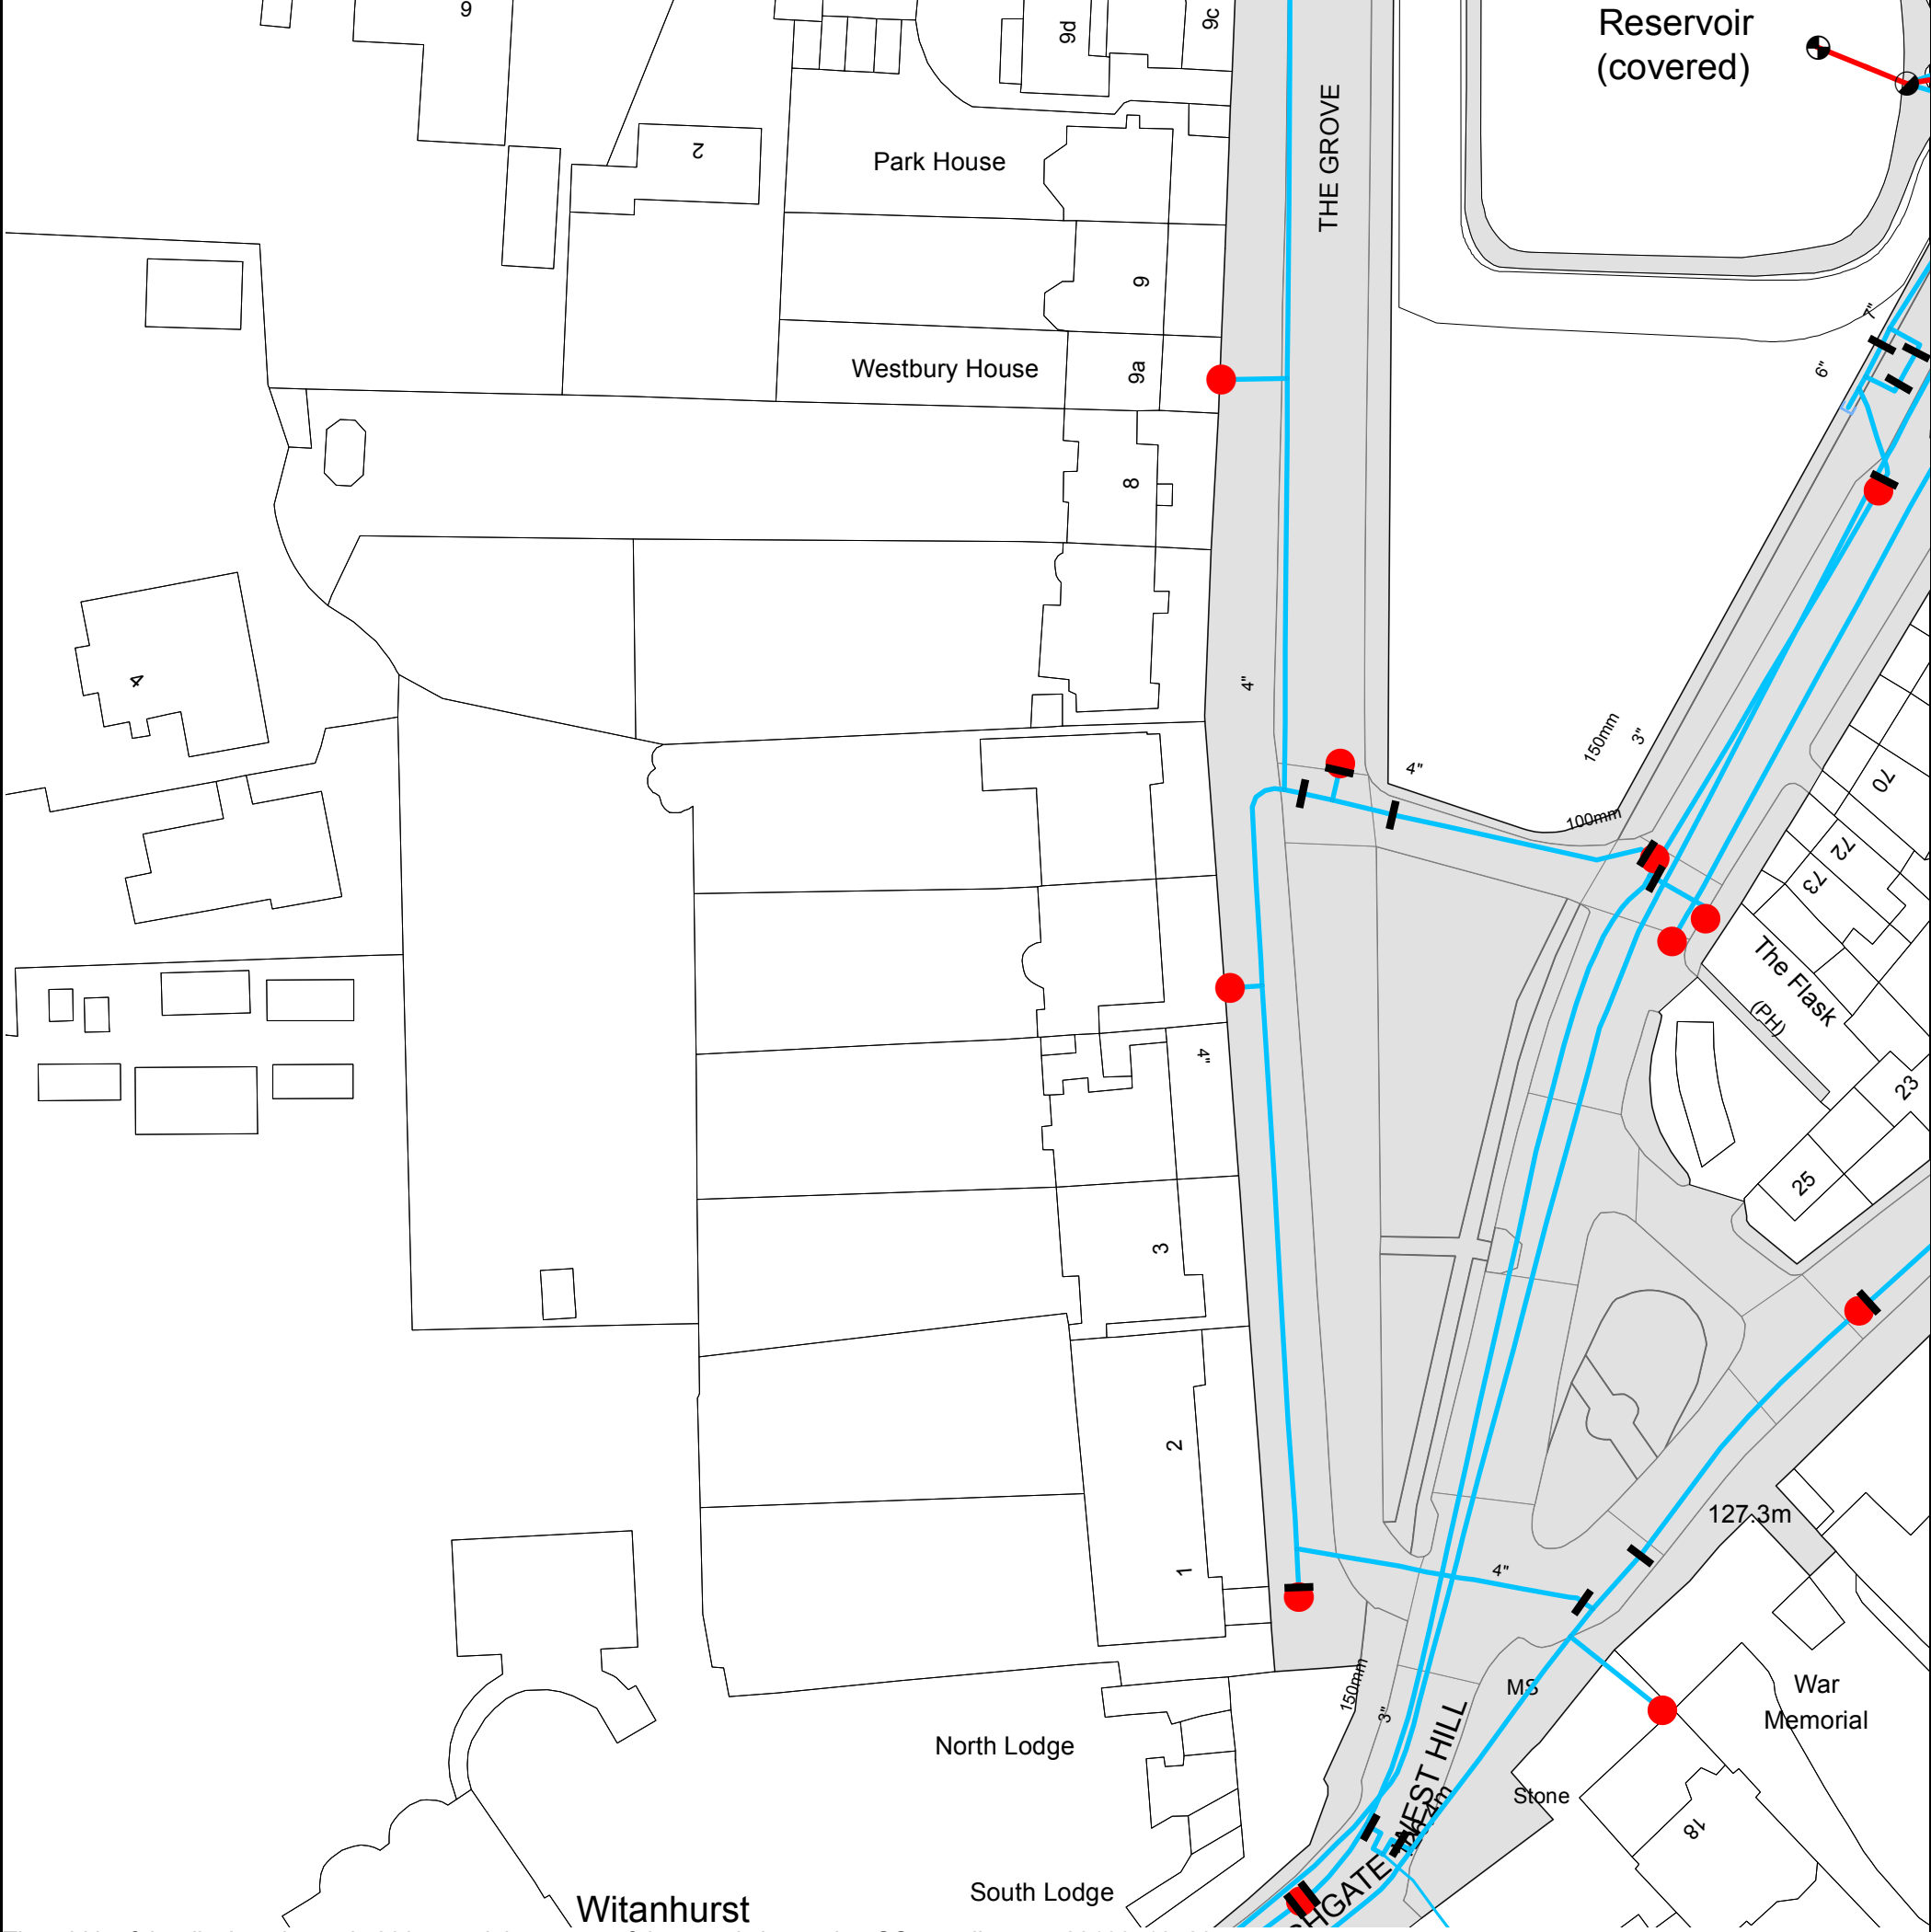 6
9d
9c
Reservoir
(covered)
THE GROVE
2
Park House
9
Westbury House
9a
7"
6"
8
4"
4
150mm
3"
4"
100mm
70
72
73
The Flask
(PH)
4"
23
25
3
2
1
4"
127.3m
150mm
3"
MS
War
Memorial
North Lodge
WEST HILL
Stone
18
South Lodge
Witanhurst